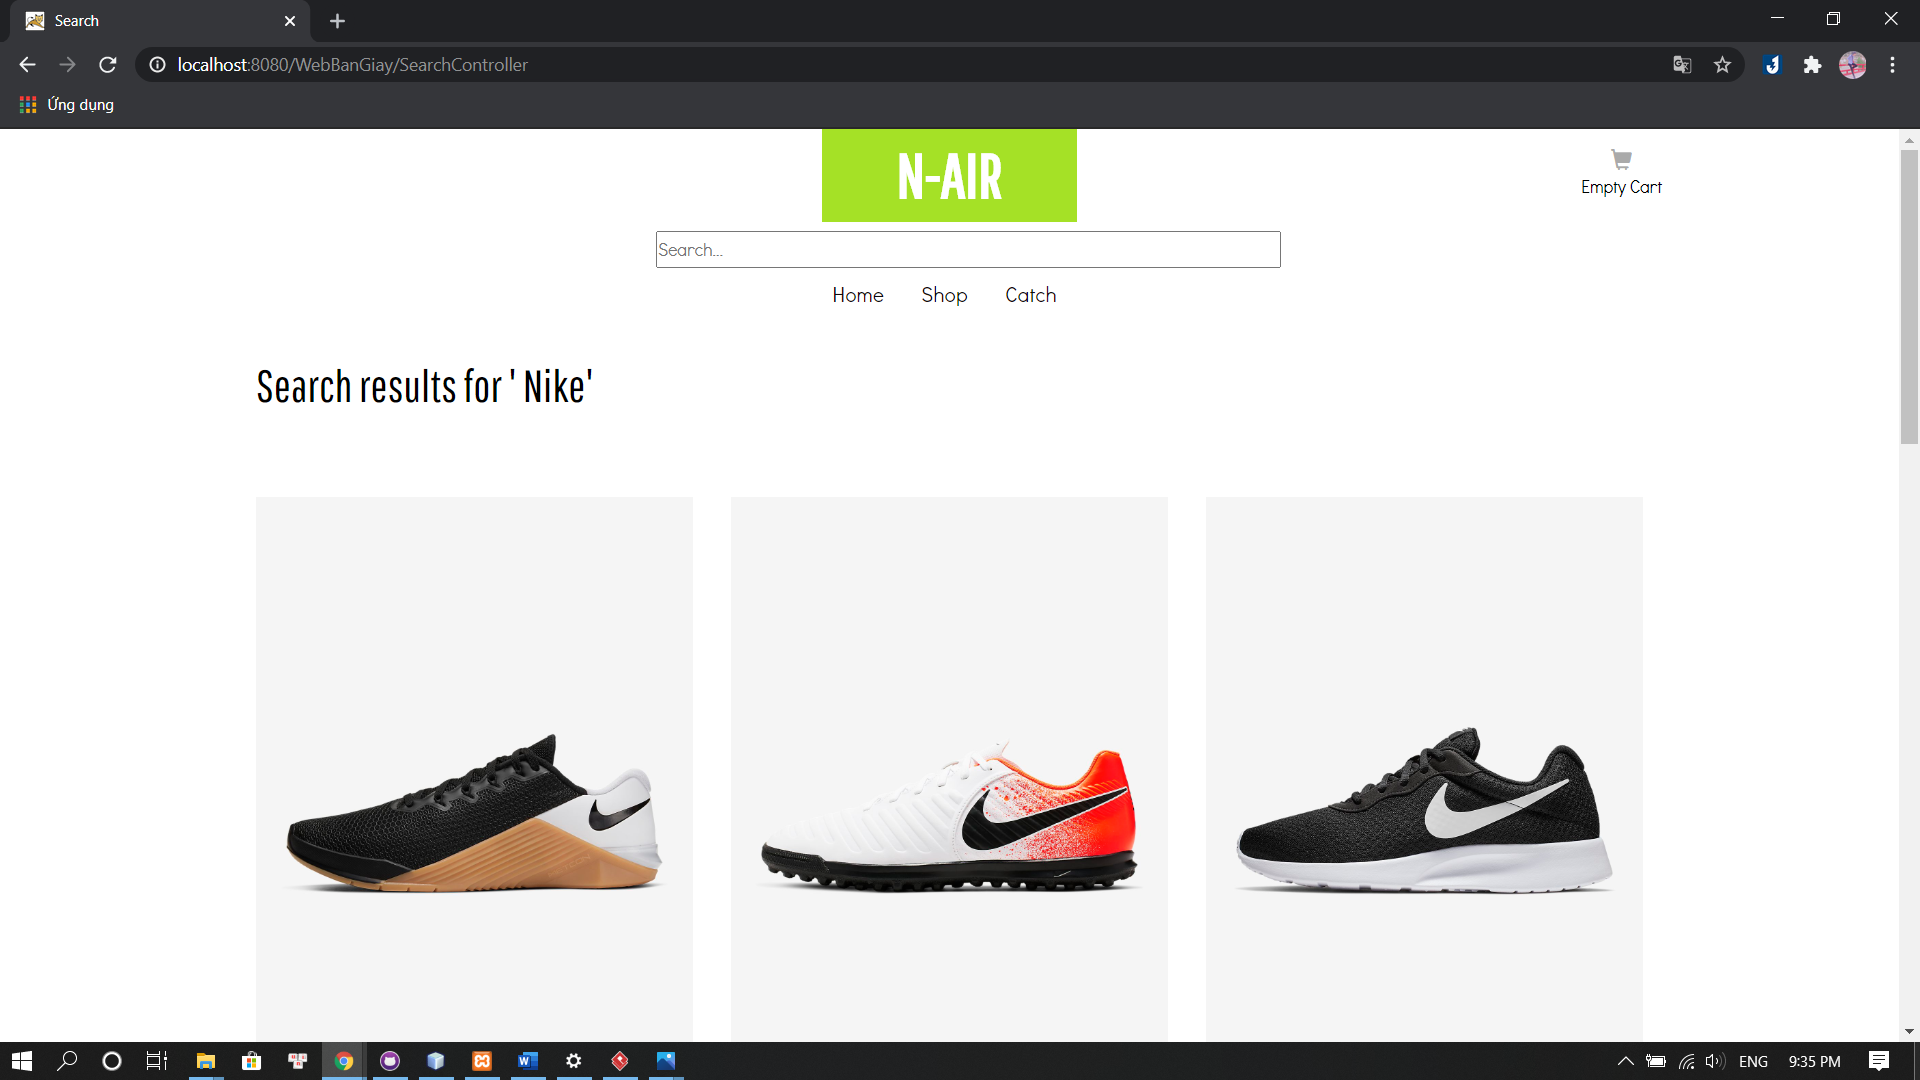 Search
localhost:8080/WebBanGiay/SearchController
Ứng dụng
N-AIR
Empty Cart
Search...
Home Shop Catch
Search results for ' Nike'
ENG 9:35 PM